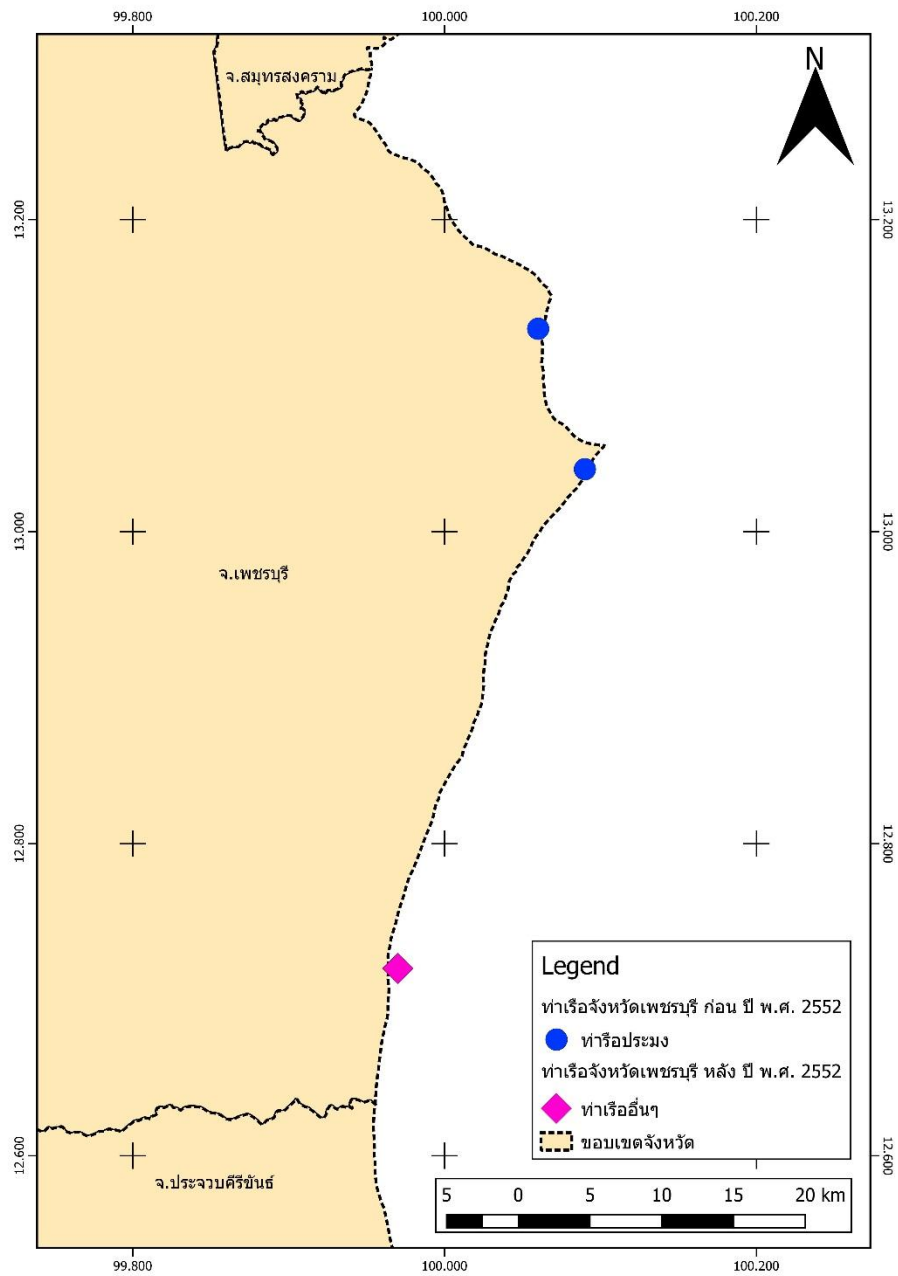 99.800 100.000 100.200
N
จ.สมุทรสงคราม
13.200 13.200
13.000 13.000
จ.เพชรบุรี
12.800 12.800
Legend
ท่าเรือจังหวัดเพชรบุรี ก่อน ปี พ.ศ. 2552
ท่ารือประมง
ท่าเรือจังหวัดเพชรบุรี หลัง ปี พ.ศ. 2552
ท่าเรืออื่นๆ
ขอบเขตจังหวัด
12.600 12.600
จ.ประจวบคีรีขันธ์
5 0 5 10 15 20 km
99.800 100.000 100.200